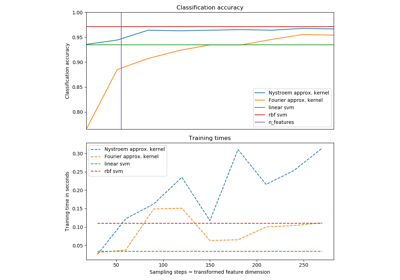 Classification accuracy
1.00
0.95
0.90
0.85
0.80
Classification accuracy
Nystroem approx. kernel
Fourier approx. kernel
linear svm
rbf svm
n_features
Training times
0.30
0.25
0.20
0.15
0.10
0.05
Training time in seconds
Nystroem approx. kernel
Fourier approx. kernel
linear svm
rbf svm
50 100 150 200 250
Sampling steps = transformed feature dimension